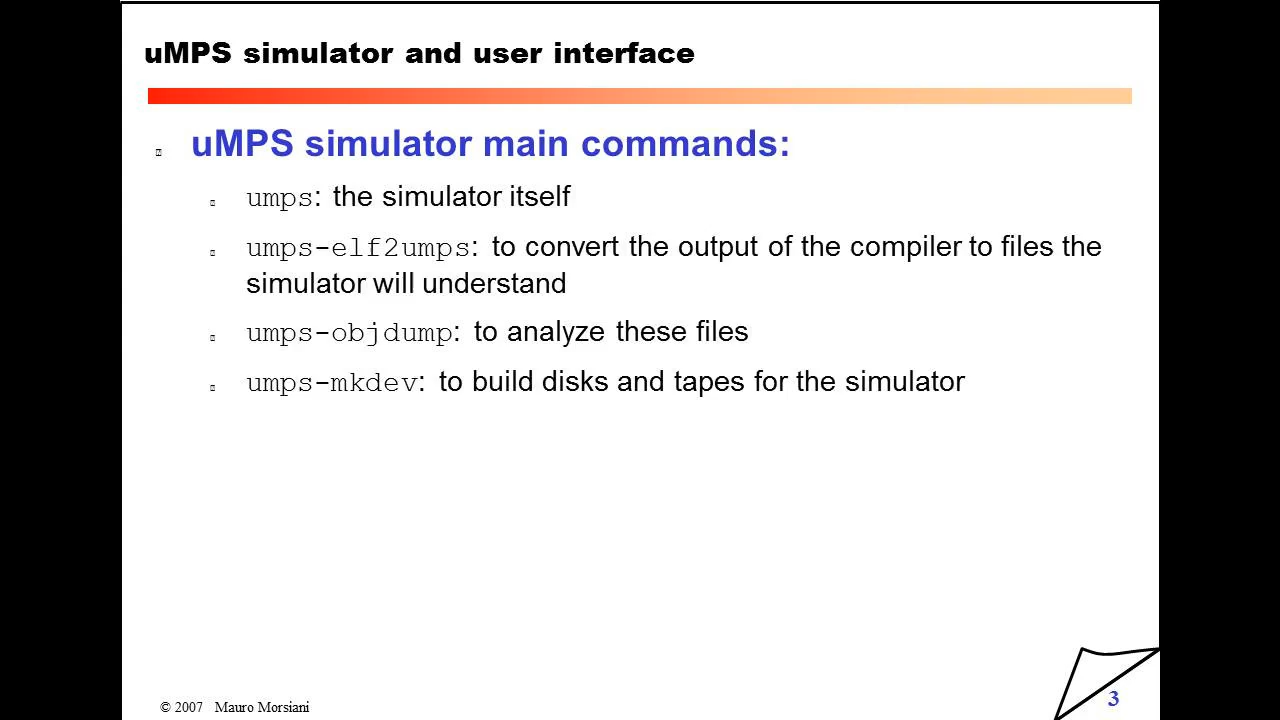 uMPS simulator and user interface
uMPS simulator main commands:
umps: the simulator itself
umps-elf2umps: to convert the output of the compiler to files the
simulator will understand
umps-objdump: to analyze these files
umps-mkdev: to build disks and tapes for the simulator
© 2007 Mauro Morsiani
3